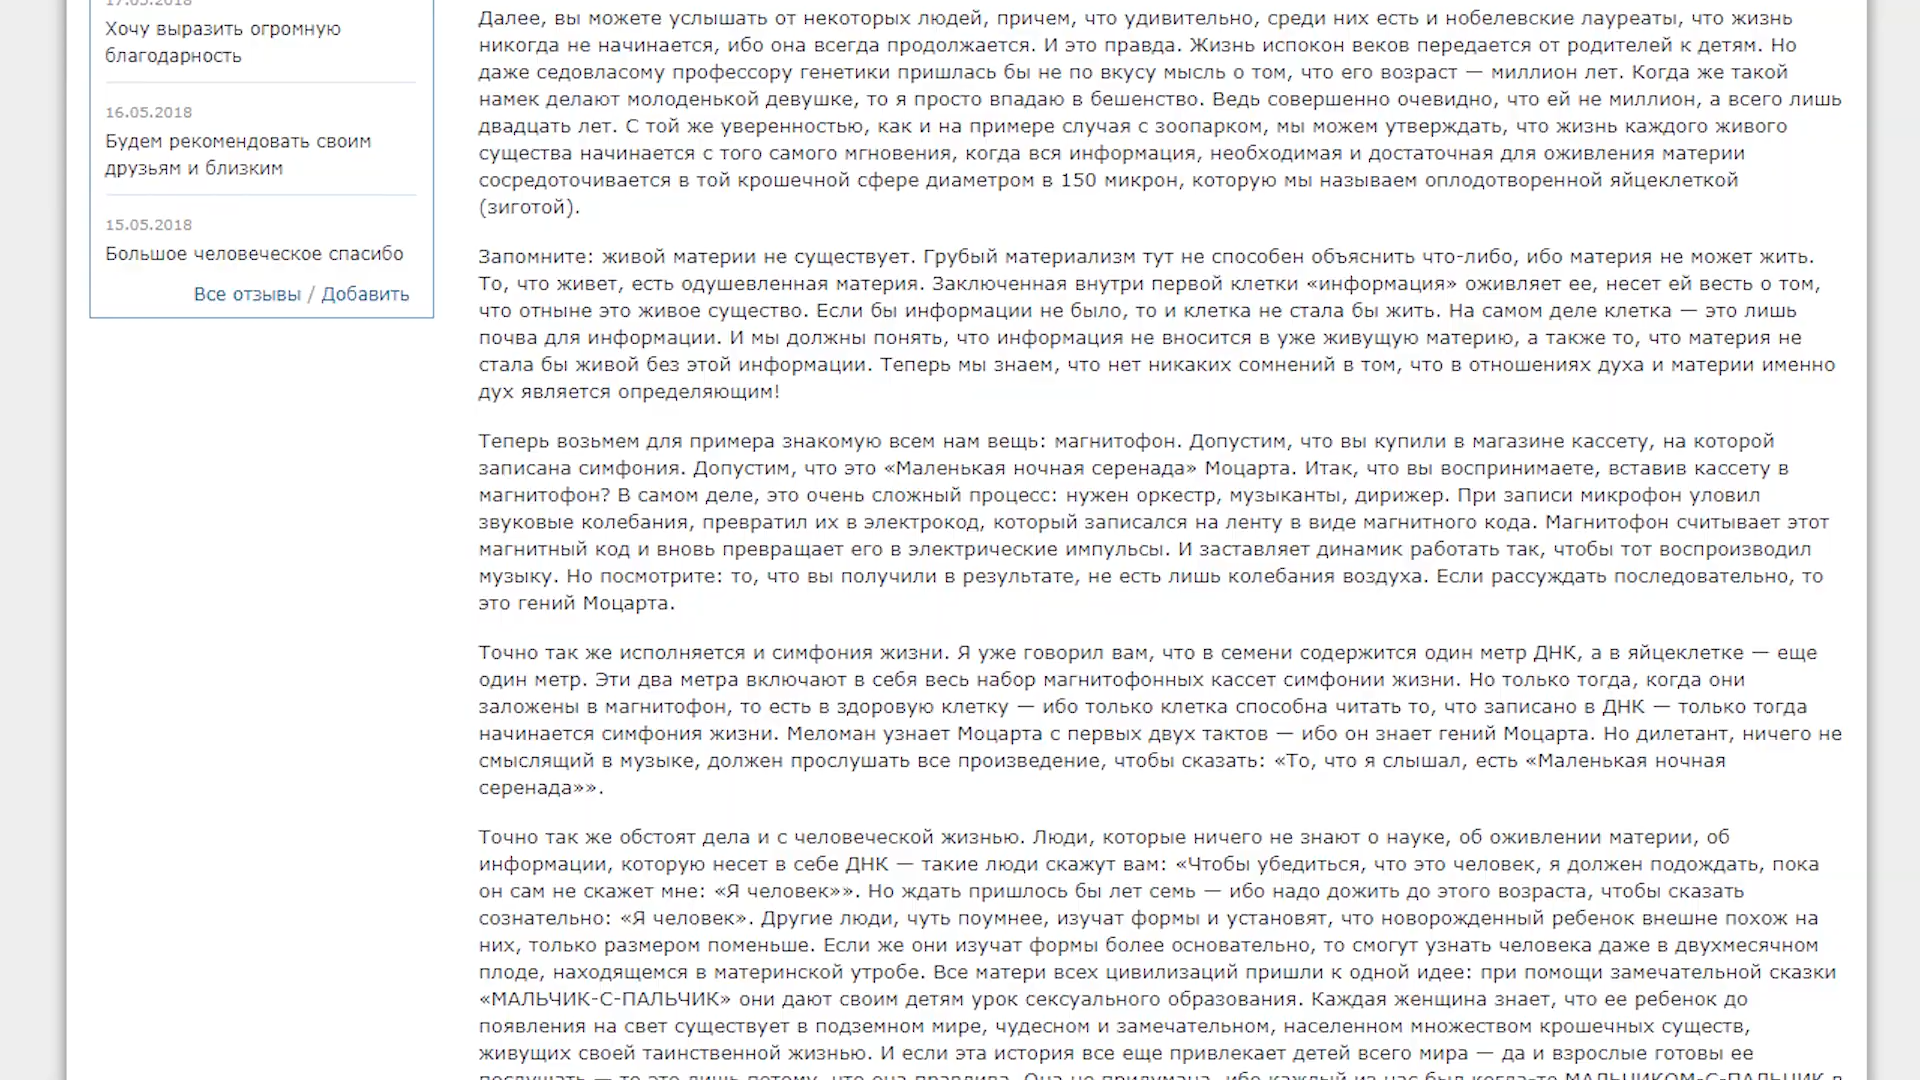 17.05.2018
Хочу выразить огромную
благодарность
16.05.2018
Будем рекомендовать своим
друзьям и близким
15.05.2018
Большое человеческое спасибо
Все отзывы / Добавить
Далее, вы можете услышать от некоторых людей, причем, что удивительно, среди них есть и нобелевские лауреаты, что жизнь
никогда не начинается, ибо она всегда продолжается. И это правда. Жизнь испокон веков передается от родителей к детям. Но
даже седовласому профессору генетики пришлась бы не по вкусу мысль о том, что его возраст — миллион лет. Когда же такой
намек делают молоденькой девушке, то я просто впадаю в бешенство. Ведь совершенно очевидно, что ей не миллион, а всего лишь
двадцать лет. С той же уверенностью, как и на примере случая с зоопарком, мы можем утверждать, что жизнь каждого живого
существа начинается с того самого мгновения, когда вся информация, необходимая и достаточная для оживления материи
сосредоточивается в той крошечной сфере диаметром в 150 микрон, которую мы называем оплодотворенной яйцеклеткой
(зиготой).
Запомните: живой материи не существует. Грубый материализм тут не способен объяснить что-либо, ибо материя не может жить.
То, что живет, есть одушевленная материя. Заключенная внутри первой клетки «информация» оживляет ее, несет ей весть о том,
что отныне это живое существо. Если бы информации не было, то и клетка не стала бы жить. На самом деле клетка — это лишь
почва для информации. И мы должны понять, что информация не вносится в уже живущую материю, а также то, что материя не
стала бы живой без этой информации. Теперь мы знаем, что нет никаких сомнений в том, что в отношениях духа и материи именно
дух является определяющим!
Теперь возьмем для примера знакомую всем нам вещь: магнитофон. Допустим, что вы купили в магазине кассету, на которой
записана симфония. Допустим, что это «Маленькая ночная серенада» Моцарта. Итак, что вы воспринимаете, вставив кассету в
магнитофон? В самом деле, это очень сложный процесс: нужен оркестр, музыканты, дирижер. При записи микрофон уловил
звуковые колебания, превратил их в электрокод, который записался на ленту в виде магнитного кода. Магнитофон считывает этот
магнитный код и вновь превращает его в электрические импульсы. И заставляет динамик работать так, чтобы тот воспроизводил
музыку. Но посмотрите: то, что вы получили в результате, не есть лишь колебания воздуха. Если рассуждать последовательно, то
это гений Моцарта.
Точно так же исполняется и симфония жизни. Я уже говорил вам, что в семени содержится один метр ДНК, а в яйцеклетке — еще
один метр. Эти два метра включают в себя весь набор магнитофонных кассет симфонии жизни. Но только тогда, когда они
заложены в магнитофон, то есть в здоровую клетку — ибо только клетка способна читать то, что записано в ДНК — только тогда
начинается симфония жизни. Меломан узнает Моцарта с первых двух тактов — ибо он знает гений Моцарта. Но дилетант, ничего не
смыслящий в музыке, должен прослушать все произведение, чтобы сказать: «То, что я слышал, есть «Маленькая ночная
серенада»».
Точно так же обстоят дела и с человеческой жизнью. Люди, которые ничего не знают о науке, об оживлении материи, об
информации, которую несет в себе ДНК — такие люди скажут вам: «Чтобы убедиться, что это человек, я должен подождать, пока
он сам не скажет мне: «Я человек»». Но ждать пришлось бы лет семь — ибо надо дожить до этого возраста, чтобы сказать
сознательно: «Я человек». Другие люди, чуть поумнее, изучат формы и установят, что новорожденный ребенок внешне похож на
них, только размером поменьше. Если же они изучат формы более основательно, то смогут узнать человека даже в двухмесячном
плоде, находящемся в материнской утробе. Все матери всех цивилизаций пришли к одной идее: при помощи замечательной сказки
«МАЛЬЧИК-С-ПАЛЬЧИК» они дают своим детям урок сексуального образования. Каждая женщина знает, что ее ребенок до
появления на свет существует в подземном мире, чудесном и замечательном, населенном множеством крошечных существ,
живущих своей таинственной жизнью. И если эта история все еще привлекает детей всего мира — да и взрослые готовы ее
послушать — то это лишь потому, что она правдива. Она не придумана, ибо каждый из нас был когда-то МАЛЬЧИКОМ-С-ПАЛЬЧИК в